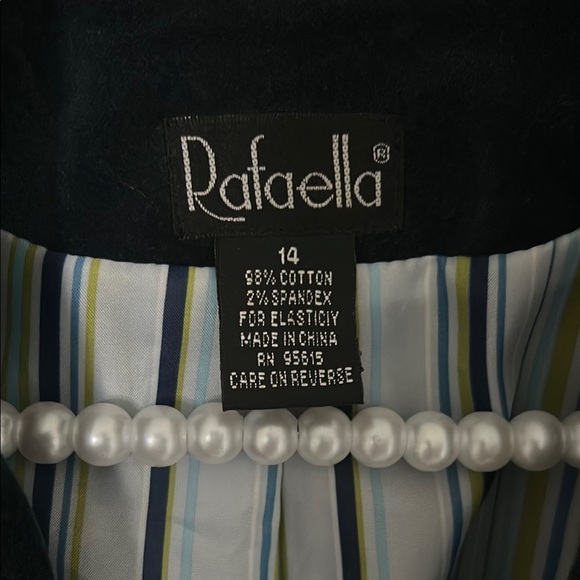 Rafaella®
14
98% COTTON
2% SPANDEX
FOR ELASTICIY
MADE IN CHINA
RN 95615
CARE ON REVERSE